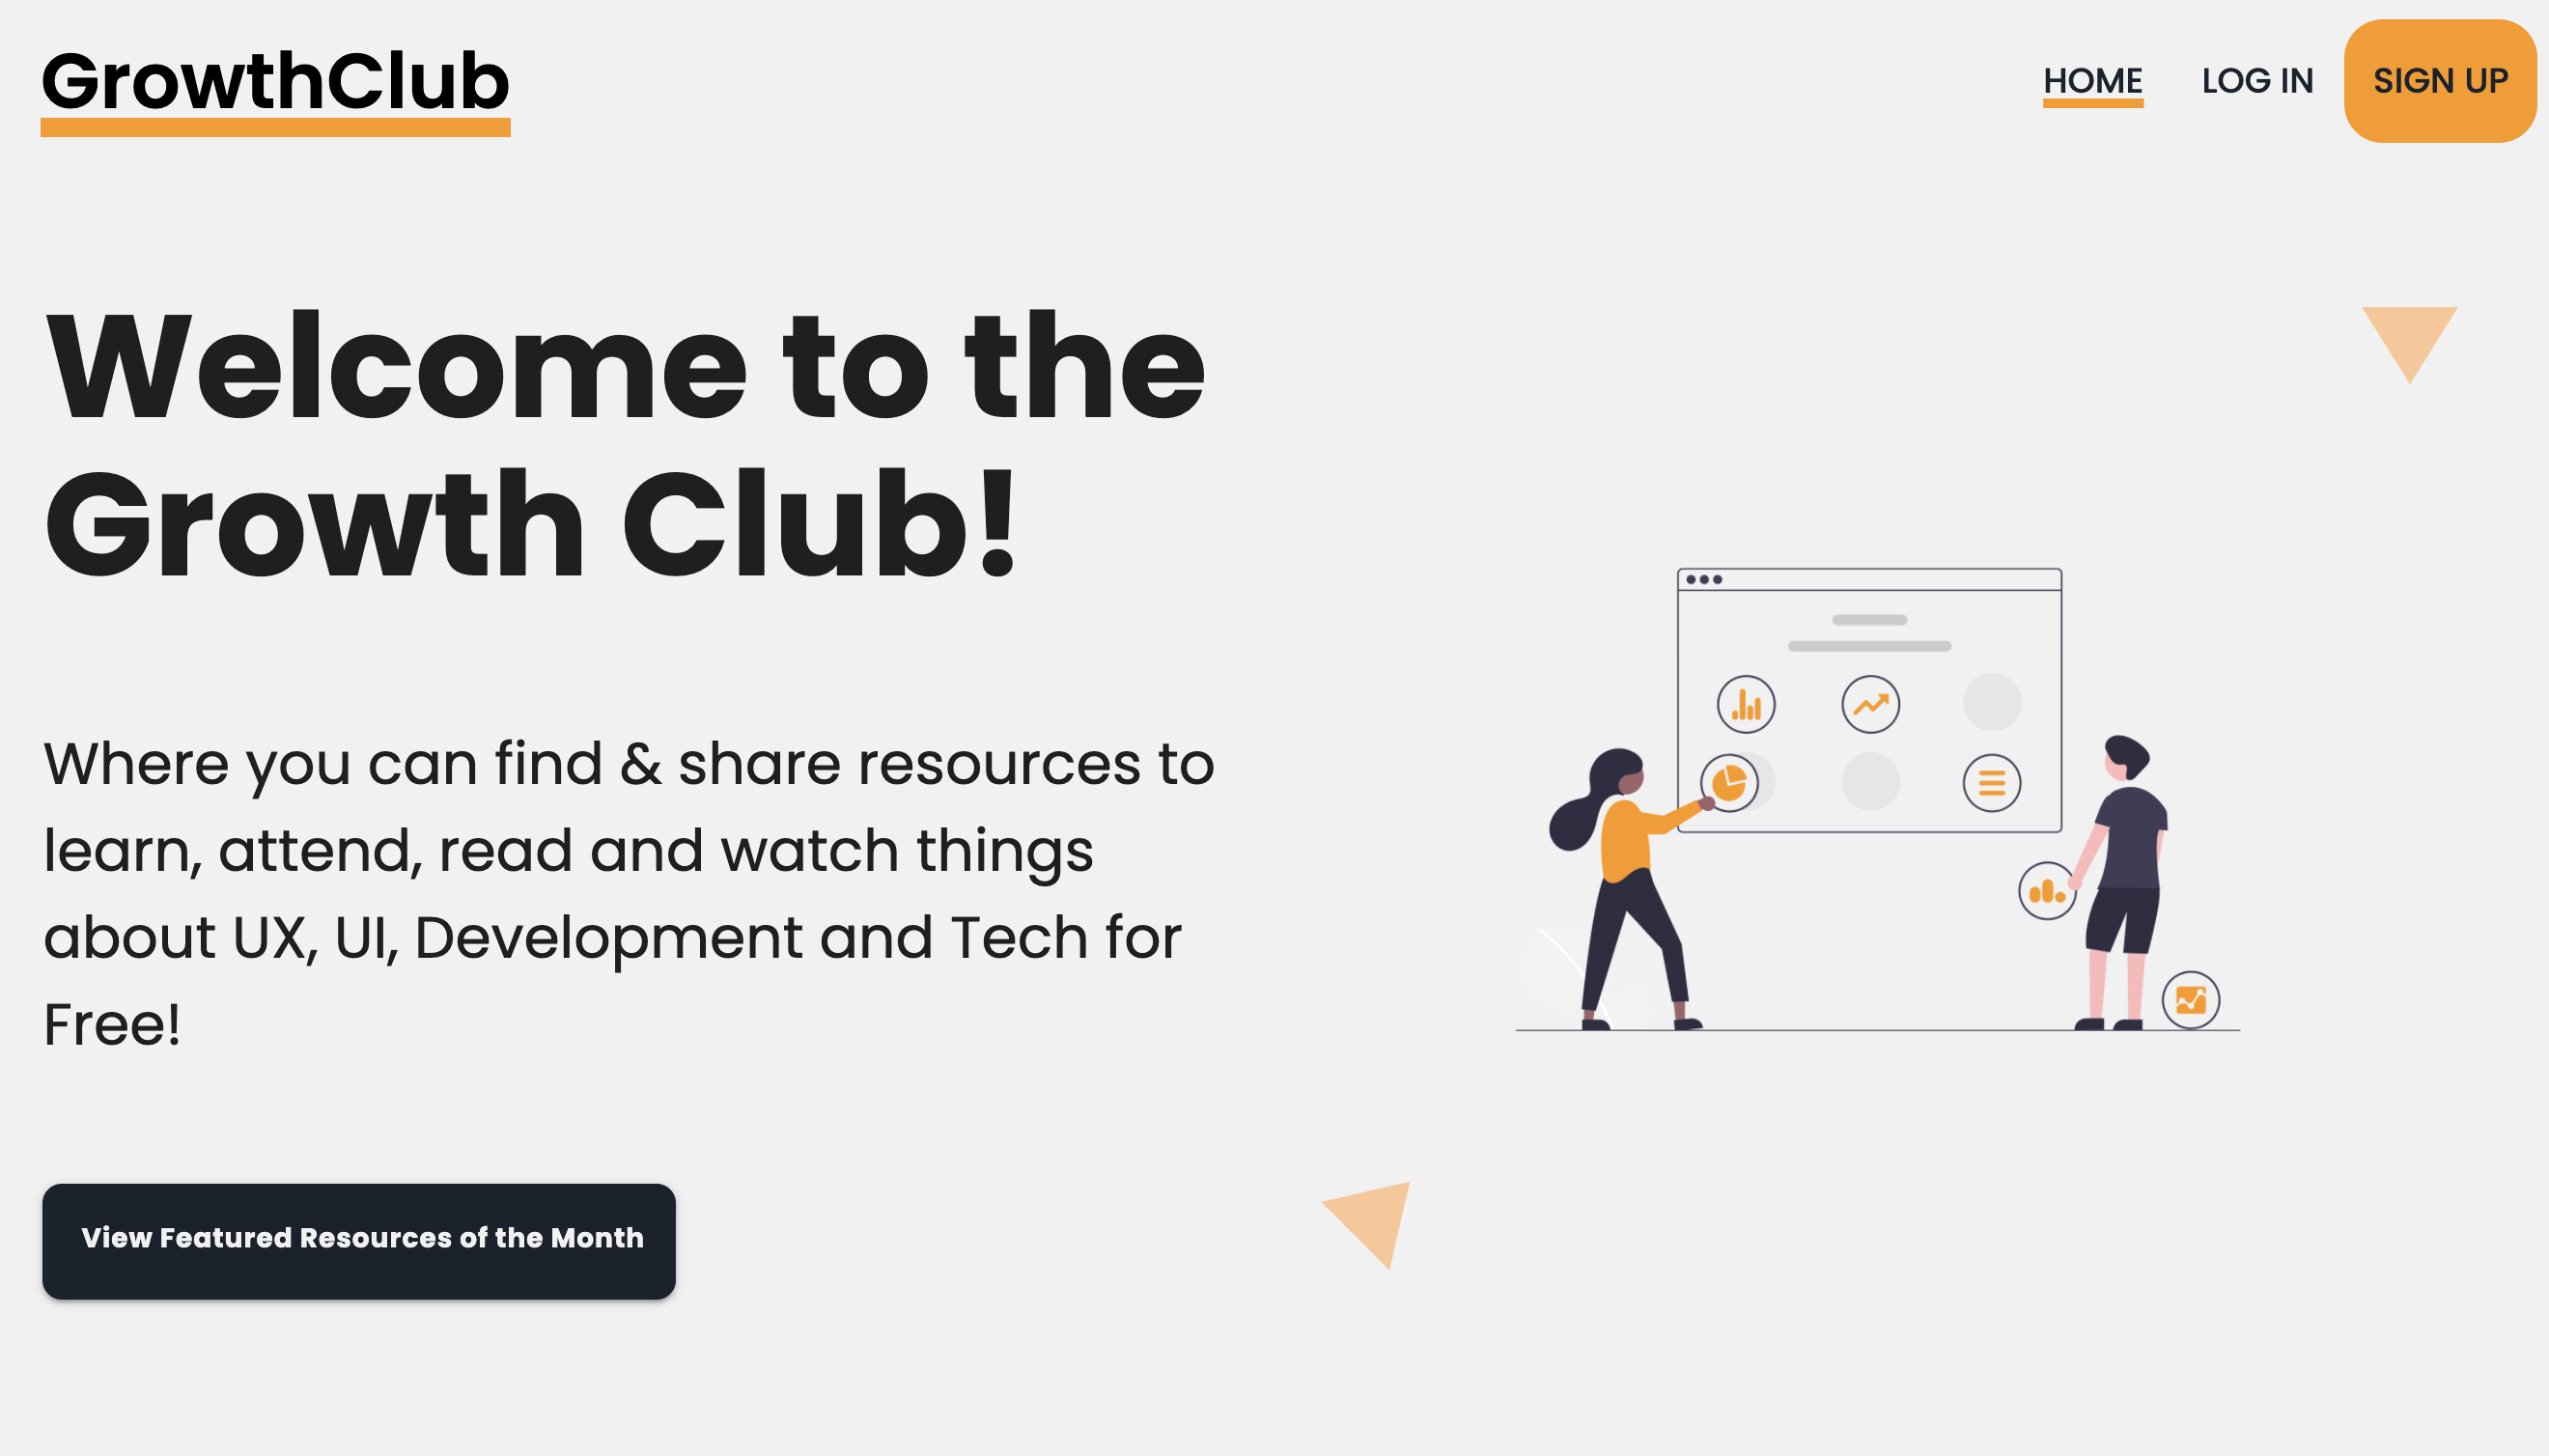 GrowthClub
HOME LOG IN SIGN UP
Welcome to the
Growth Club!
Where you can find & share resources to
learn, attend, read and watch things
about UX, UI, Development and Tech for
Free!
View Featured Resources of the Month